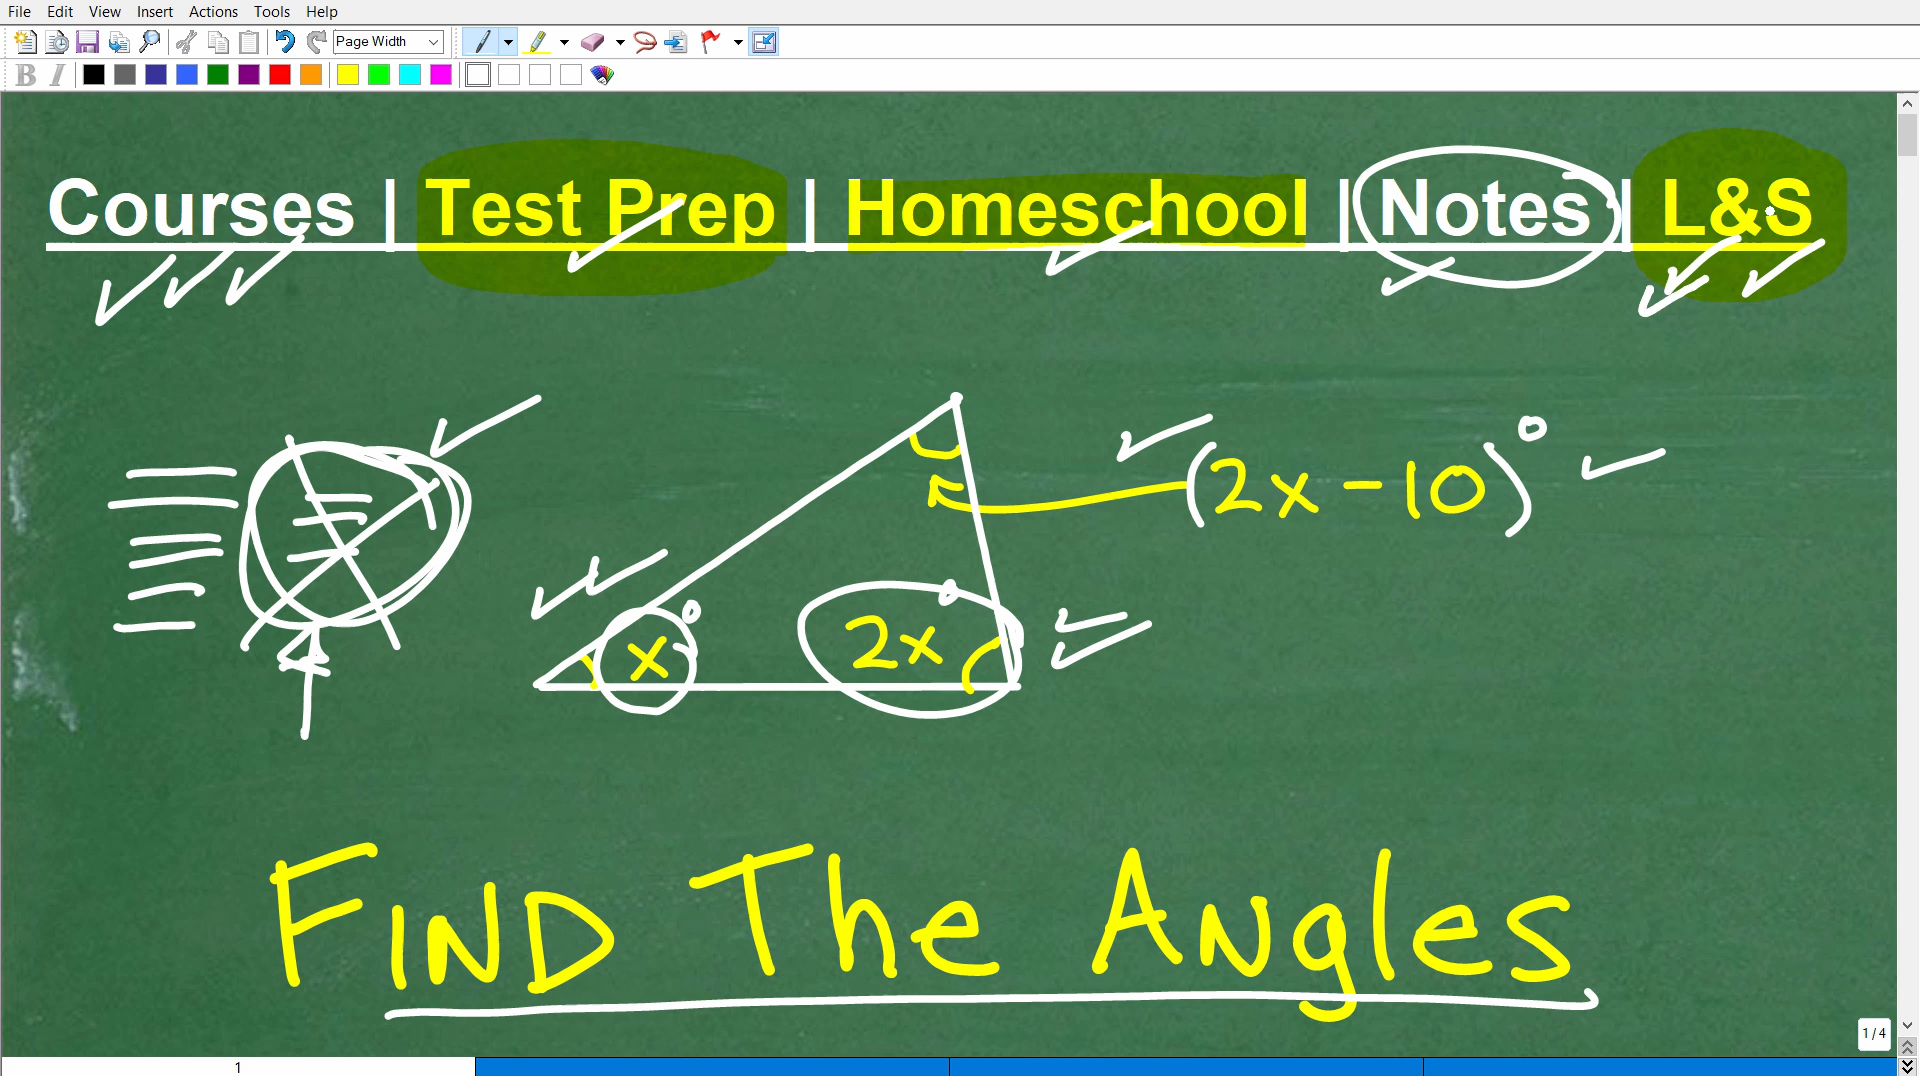 File Edit View Insert Actions Tools Help
Page Width
B I
Courses | Test Prep | Homeschool | Notes | L&S
(2x-10)°
x° 2x°
FIND The Angles
1 / 4
1